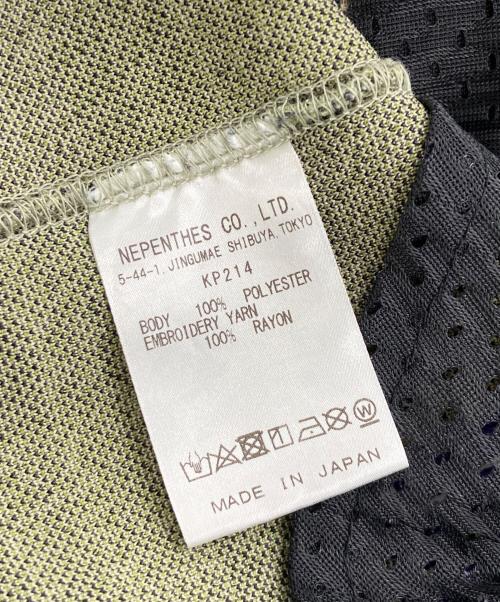 NEPENTHES CO.,LTD.
5-44-1, JINGUMAE SHIBUYA, TOKYO
KP214
BODY 100% POLYESTER
EMBROIDERY YARN
100% RAYON
W
MADE IN JAPAN